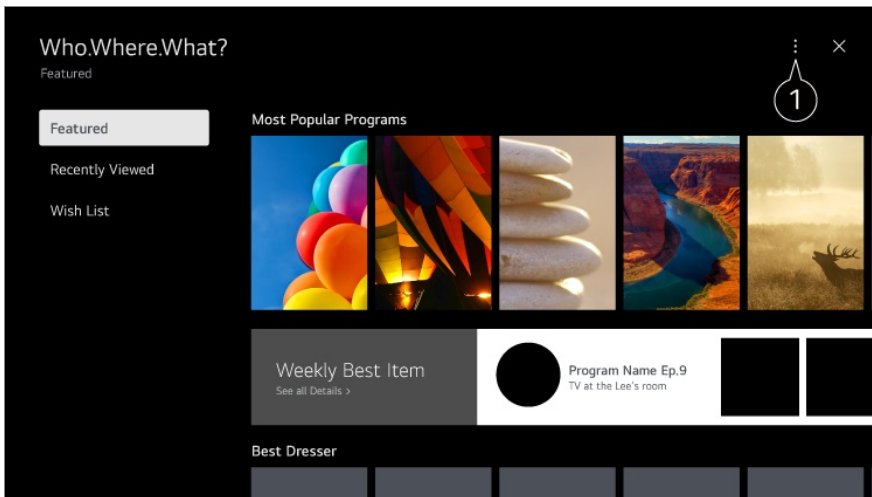 Who.Where.What?
Featured
1
Featured
Recently Viewed
Wish List
Most Popular Programs
Weekly Best Item
See all Details >
Program Name Ep.9
TV at the Lee's room
Best Dresser